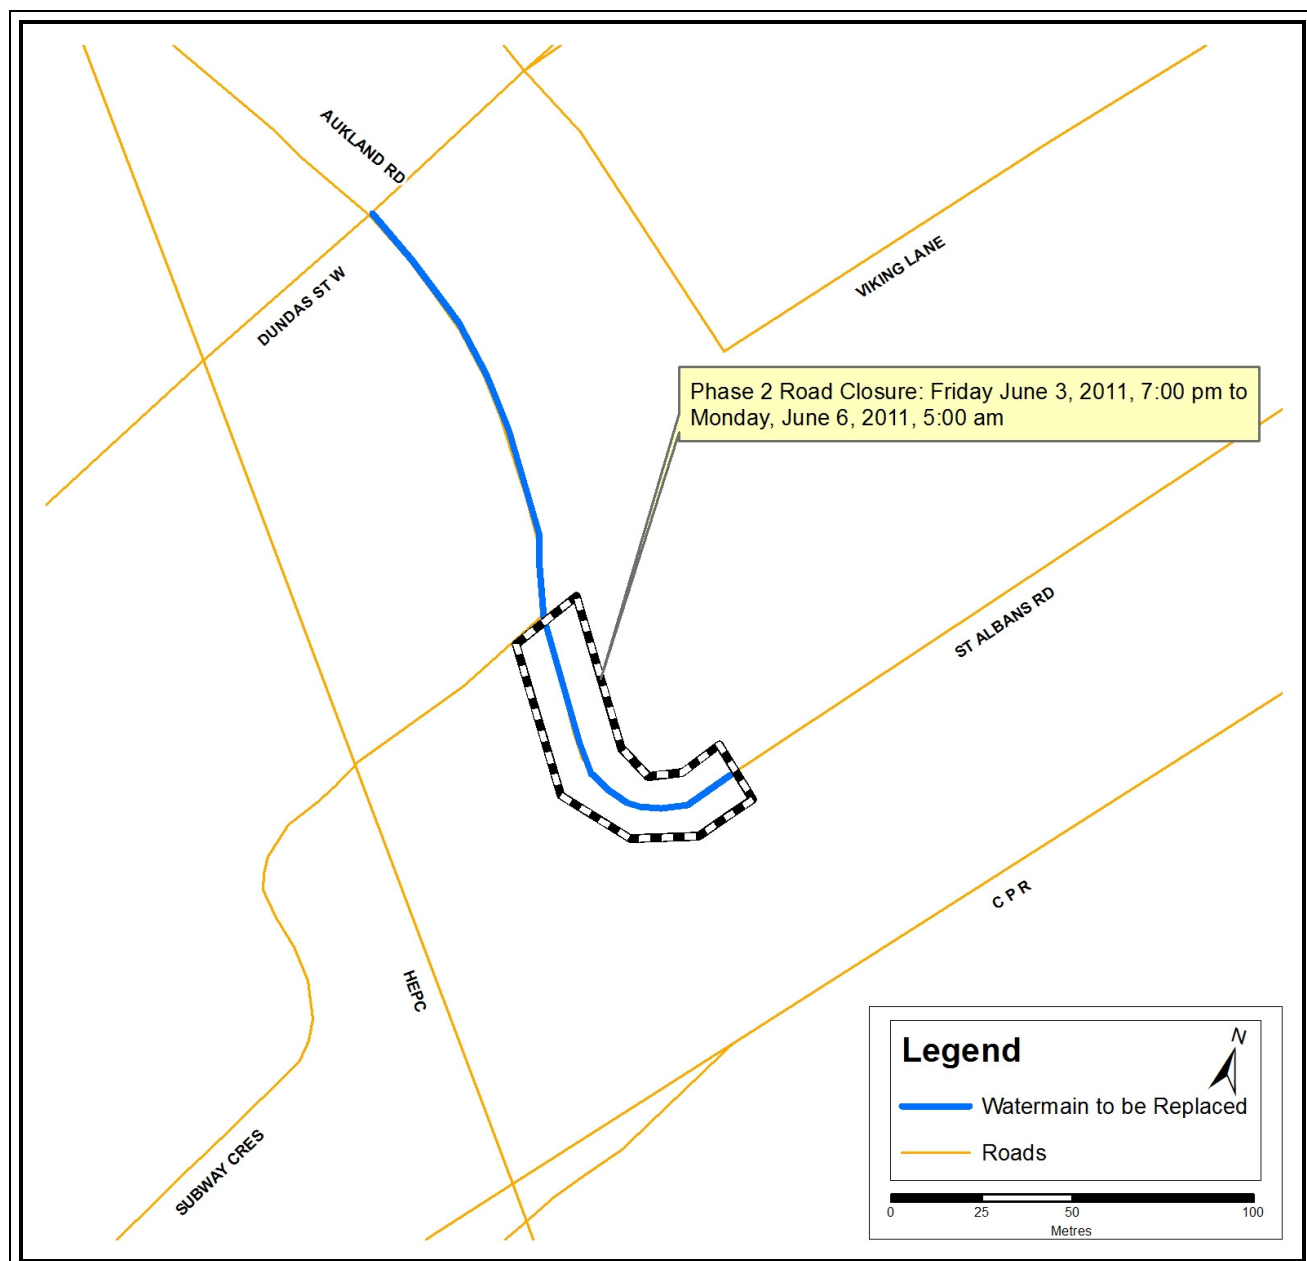 AUKLAND RD
DUNDAS ST W
VIKING LANE
Phase 2 Road Closure: Friday June 3, 2011, 7:00 pm to
Monday, June 6, 2011, 5:00 am
ST ALBANS RD
C P R
HEPC
SUBWAY CRES
Legend
N
Watermain to be Replaced
Roads
0 25 50 100
Metres